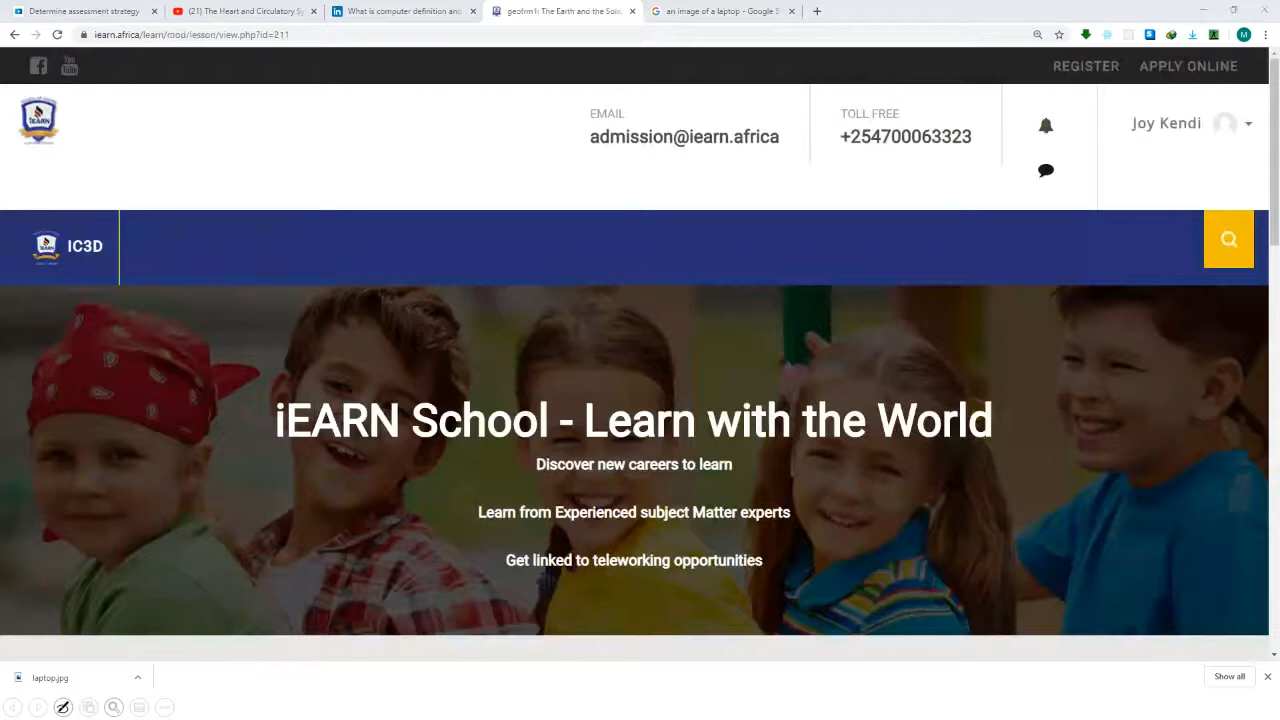 Determine assessment strategy
(21) The Heart and Circulatory Sy
What is computer definition and
geofrm1: The Earth and the Sola
an image of a laptop - Google S
iearn.africa/learn/mod/lesson/view.php?id=211
M
You
Tube
REGISTER
APPLY ONLINE
iEARN
EMAIL
admission@iearn.africa
TOLL FREE
+254700063323
Joy Kendi
IC3D
iEARN School - Learn with the World
Discover new careers to learn
Learn from Experienced subject Matter experts
Get linked to teleworking opportunities
laptop.jpg
Show all